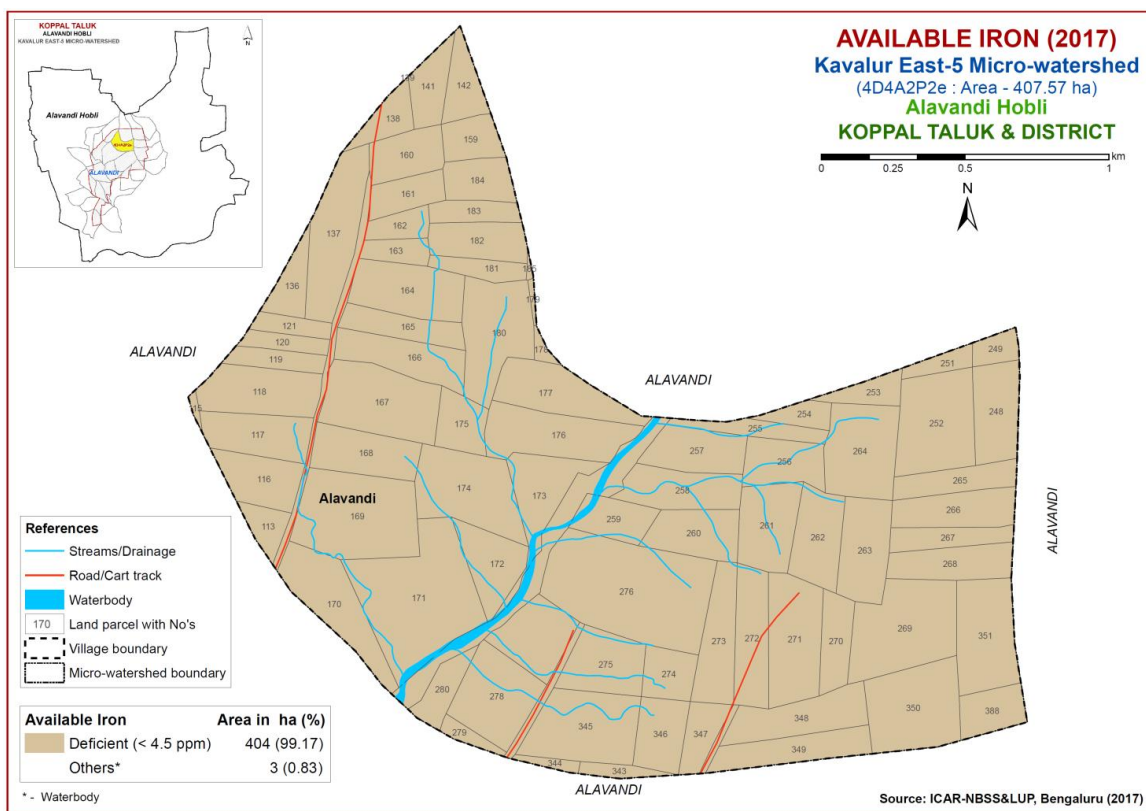 KOPPAL TALUK
ALAVANDI HOBLI
KAVALUR EAST-5 MICRO-WATERSHED
N
Alavandi Hobli
4D4A2P2e
ALAVANDI
AVAILABLE IRON (2017)
Kavalur East-5 Micro-watershed
(4D4A2P2e : Area - 407.57 ha)
Alavandi Hobli
KOPPAL TALUK & DISTRICT
0 0.25 0.5 1
km
N
139 141 142
138
159
160
184
161
183
162
137 182
163
181 185
136 164 179
121 165 180
120
119 166 178
ALAVANDI
ALAVANDI
249
251
118 177 253
167 254 248
175 252
117 176 255
168 257 264
256
116 174 265
Alavandi
169 173 258
113 259 260 261 266
262 263 267
172 268
170 171 276
273 272 271 270 269 351
275 274
280 278
345 346 347 348 350 388
279 349
344 343
ALAVANDI
ALAVANDI
References
Streams/Drainage
Road/Cart track
Waterbody
170 Land parcel with No's
Village boundary
Micro-watershed boundary
Available Iron Area in ha (%)
Deficient (< 4.5 ppm) 404 (99.17)
Others* 3 (0.83)
* - Waterbody
Source: ICAR-NBSS&LUP, Bengaluru (2017)